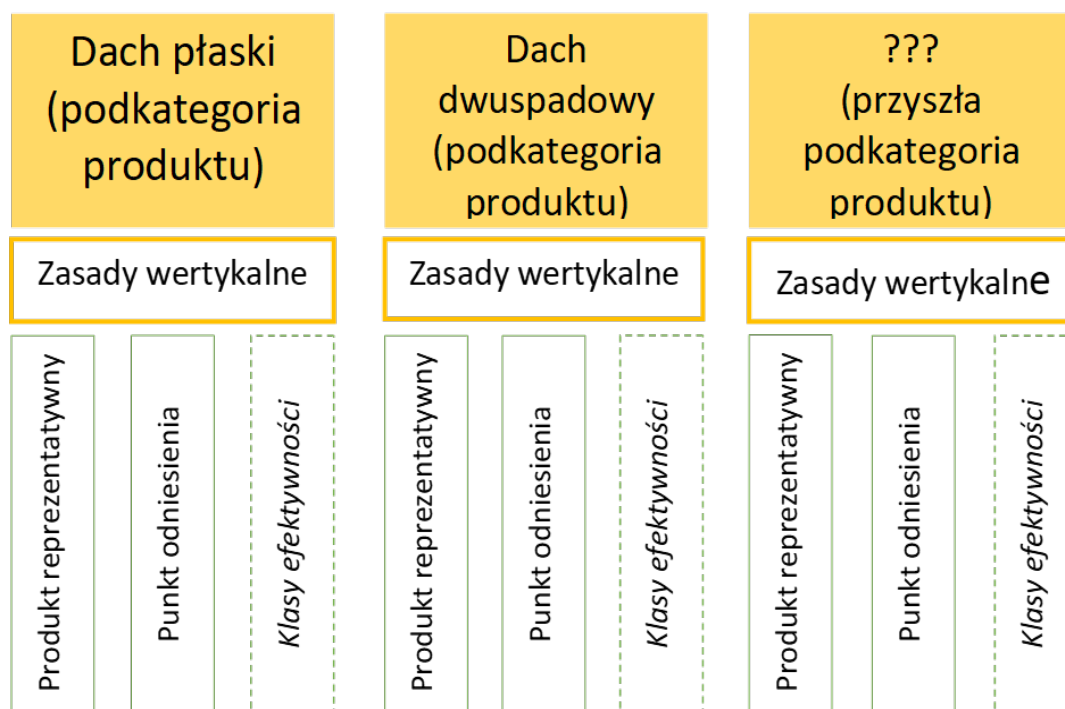 Dach płaski
(podkategoria
produktu)
Dach
dwuspadowy
(podkategoria
produktu)
???
(przyszła
podkategoria
produktu)
Zasady wertykalne
Zasady wertykalne
Zasady wertykalne
Produkt reprezentatywny
Punkt odniesienia
Klasy efektywności
Produkt reprezentatywny
Punkt odniesienia
Klasy efektywności
Produkt reprezentatywny
Punkt odniesienia
Klasy efektywności